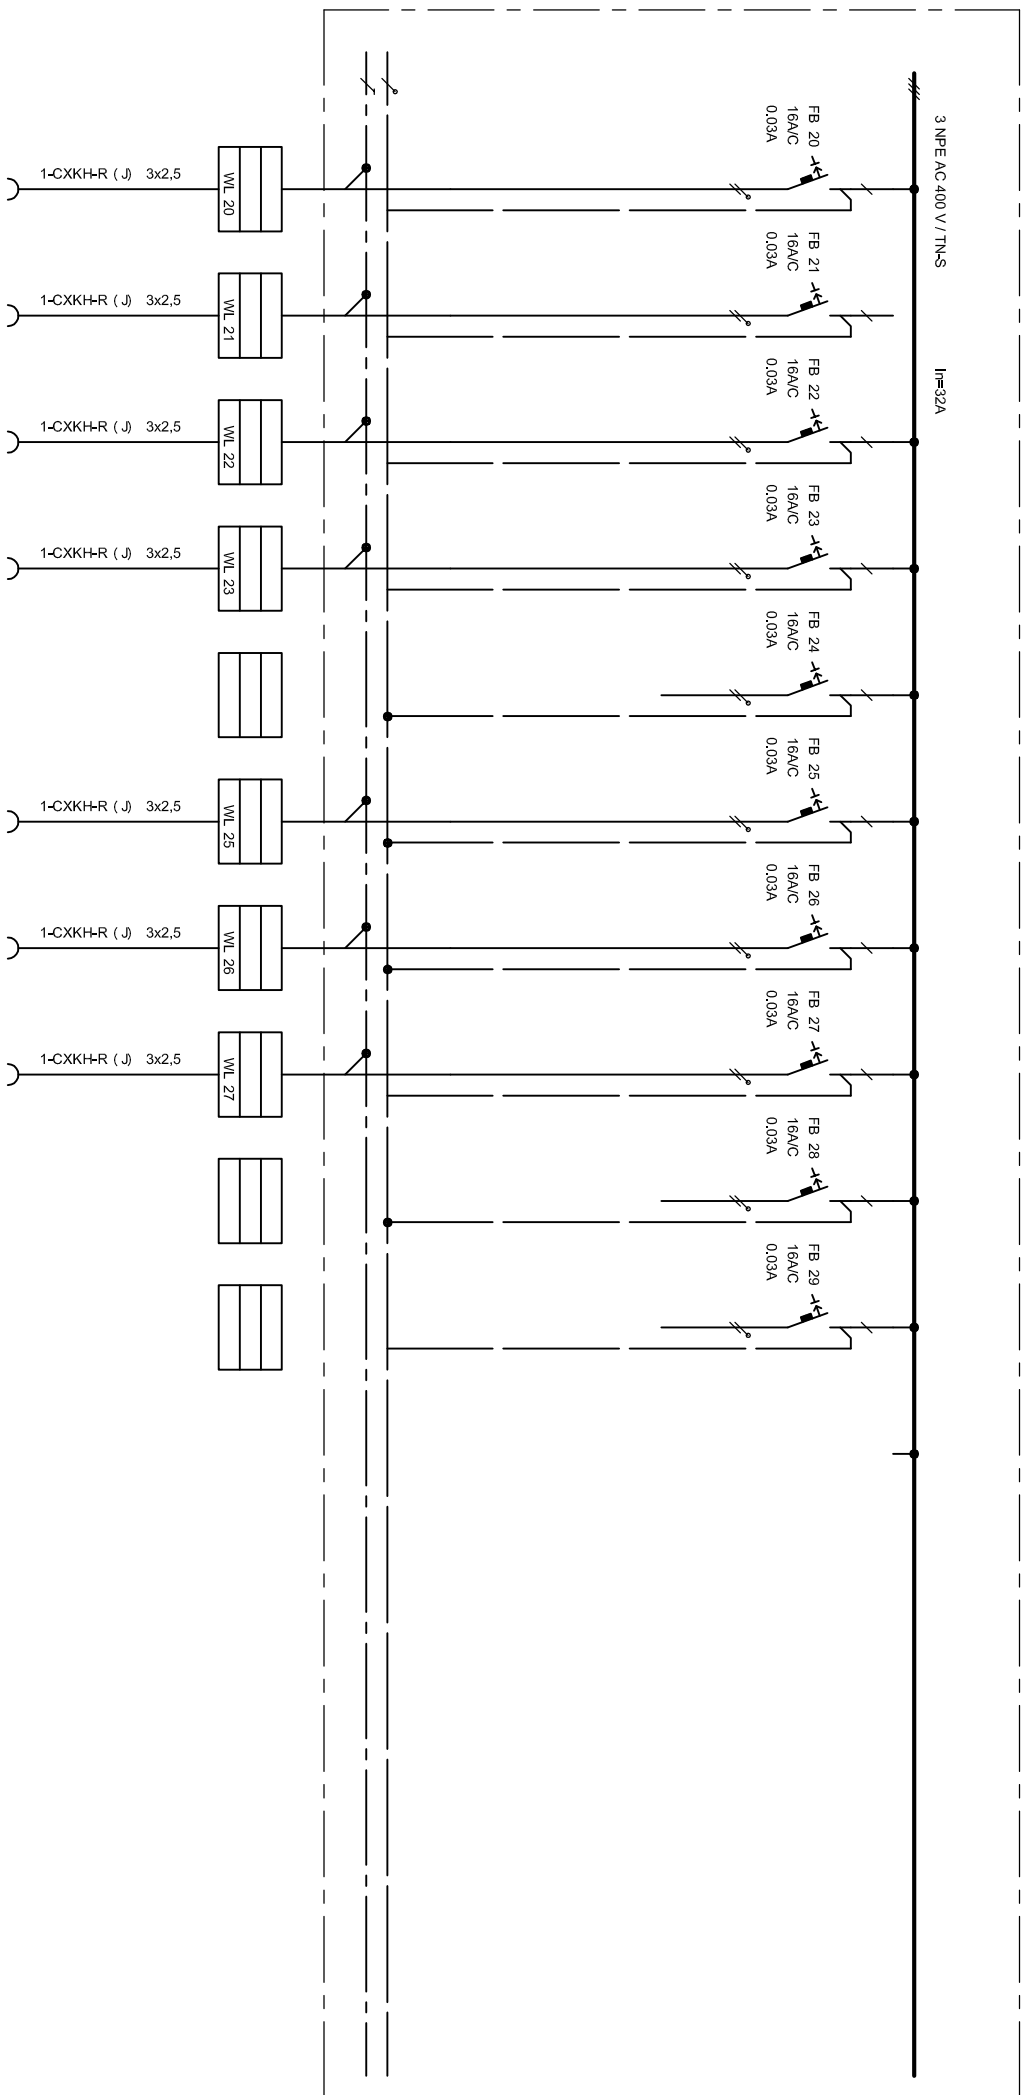 3 NPE AC 400 V / TN-S
In=32A
FB 20
16A/C
0.03A
FB 21
16A/C
0.03A
FB 22
16A/C
0.03A
FB 23
16A/C
0.03A
FB 24
16A/C
0.03A
FB 25
16A/C
0.03A
FB 26
16A/C
0.03A
FB 27
16A/C
0.03A
FB 28
16A/C
0.03A
FB 29
16A/C
0.03A
WL 20
WL 21
WL 22
WL 23
WL 25
WL 26
WL 27
1-CXKH-R ( J) 3x2,5
1-CXKH-R ( J) 3x2,5
1-CXKH-R ( J) 3x2,5
1-CXKH-R ( J) 3x2,5
1-CXKH-R ( J) 3x2,5
1-CXKH-R ( J) 3x2,5
1-CXKH-R ( J) 3x2,5